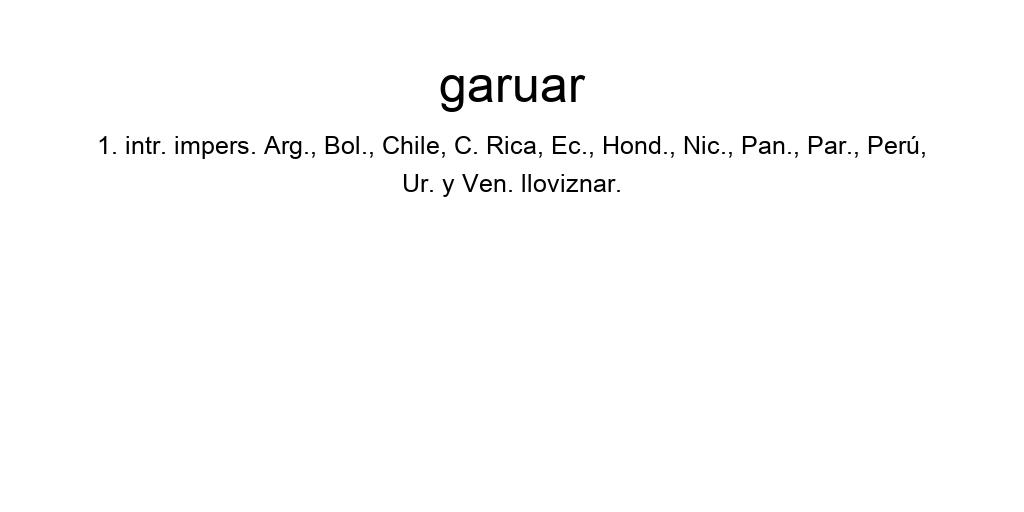 garuar
1. intr. impers. Arg., Bol., Chile, C. Rica, Ec., Hond., Nic., Pan., Par., Perú,
Ur. y Ven. lloviznar.